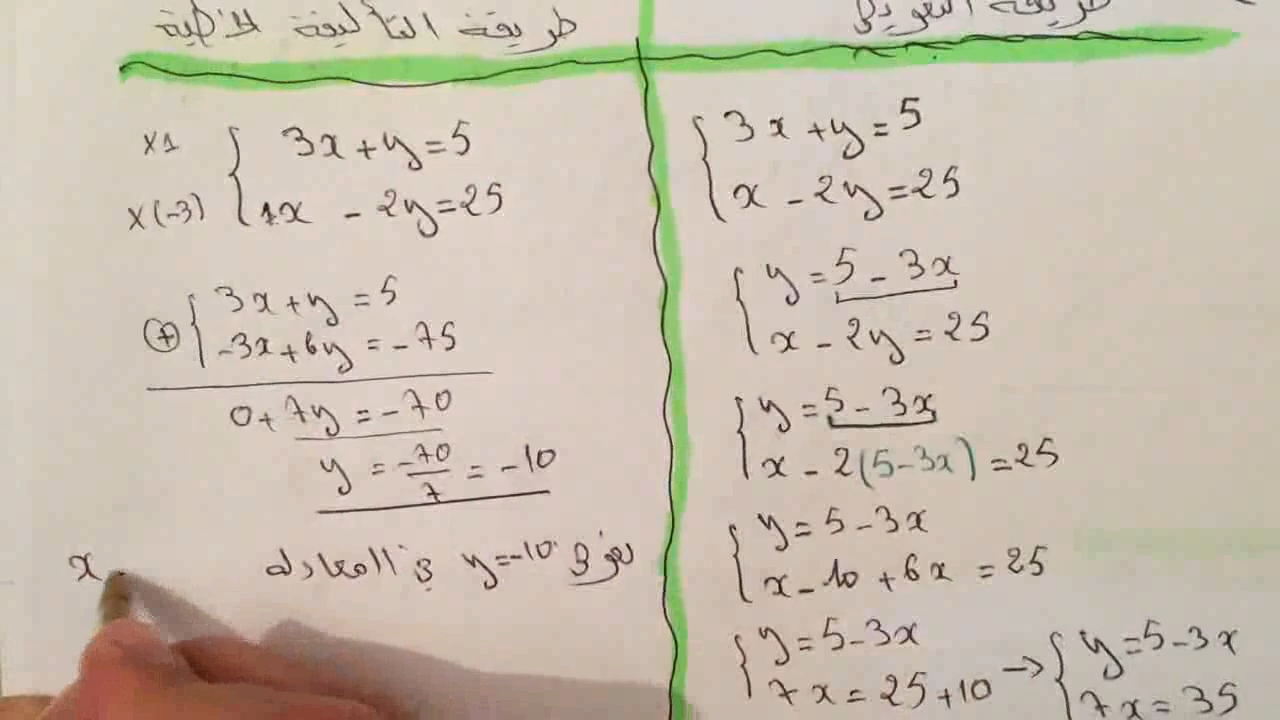 طريقة التأليفة الخطية
x1 { 3x + y = 5
x(-3) { 1x - 2y = 25
⊕ { 3x + y = 5
-3x + 6y = -75
0 + 7y = -70
y = -70/7 = -10
نعوض y = -10 في المعادلة x
طريقة التعويض
{ 3x + y = 5
x - 2y = 25
{ y = 5 - 3x
x - 2y = 25
{ y = 5 - 3x
x - 2(5 - 3x) = 25
{ y = 5 - 3x
x - 10 + 6x = 25
{ y = 5 - 3x → { y = 5 - 3x
7x = 25 + 10 7x = 35